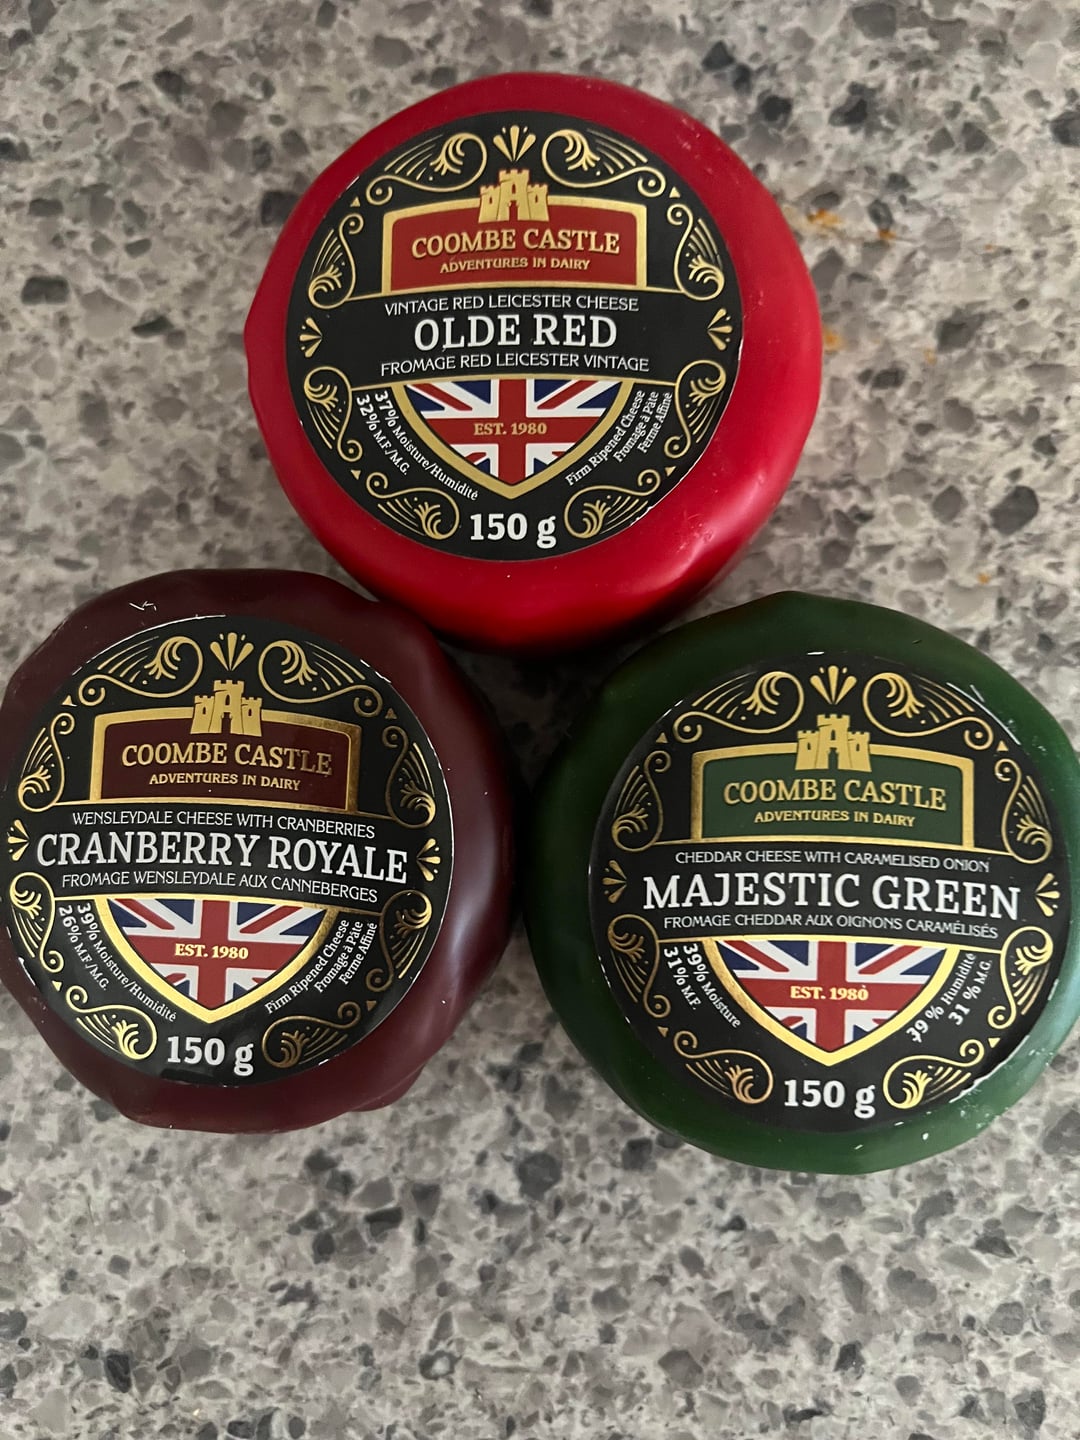 COOMBE CASTLE
ADVENTURES IN DAIRY
VINTAGE RED LEICESTER CHEESE
OLDE RED
FROMAGE RED LEICESTER VINTAGE
EST. 1980
37% Moisture/Humidité
32% M.F./M.G.
Firm Ripened Cheese
Fromage à Pâte
Ferme Affiné
150 g
COOMBE CASTLE
ADVENTURES IN DAIRY
WENSLEYDALE CHEESE WITH CRANBERRIES
CRANBERRY ROYALE
FROMAGE WENSLEYDALE AUX CANNEBERGES
EST. 1980
39% Moisture/Humidité
26% M.F./M.G.
Firm Ripened Cheese
Fromage à Pâte
Ferme Affiné
150 g
COOMBE CASTLE
ADVENTURES IN DAIRY
CHEDDAR CHEESE WITH CARAMELISED ONION
MAJESTIC GREEN
FROMAGE CHEDDAR AUX OIGNONS CARAMÉLISÉS
EST. 1980
39% Moisture
31% M.F.
39 % Humidité
31 % M.G.
150 g